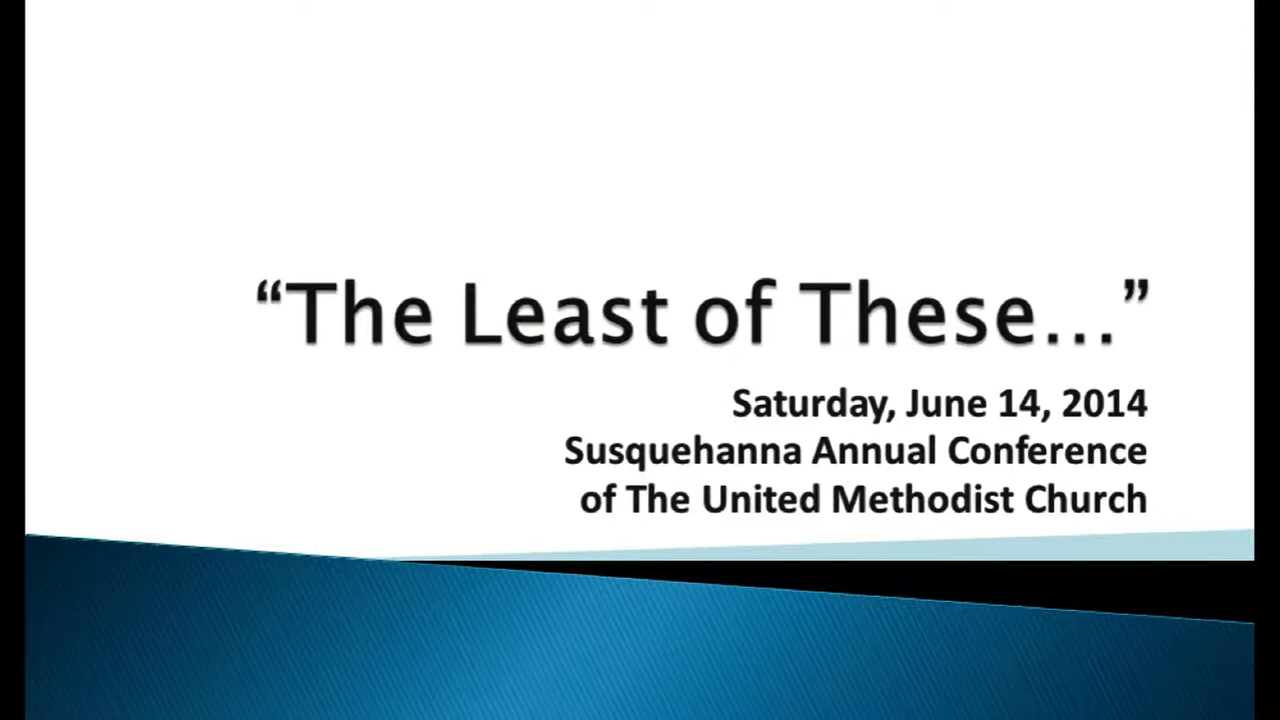 “The Least of These...”
Saturday, June 14, 2014
Susquehanna Annual Conference
of The United Methodist Church